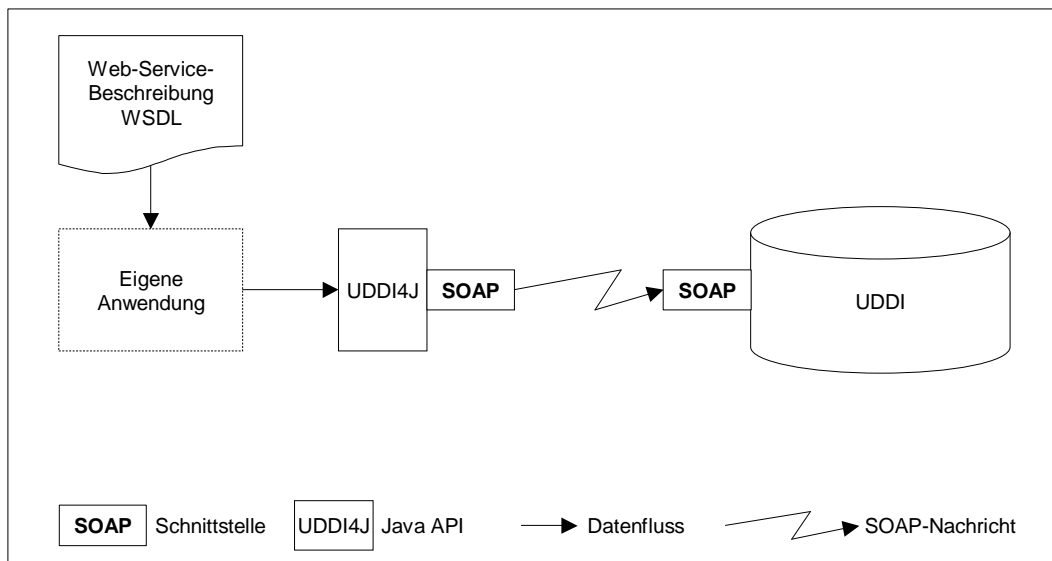 Web-Service-
Beschreibung
WSDL
Eigene
Anwendung
UDDI4J
SOAP
SOAP
UDDI
SOAP Schnittstelle
UDDI4J Java API
Datenfluss
SOAP-Nachricht